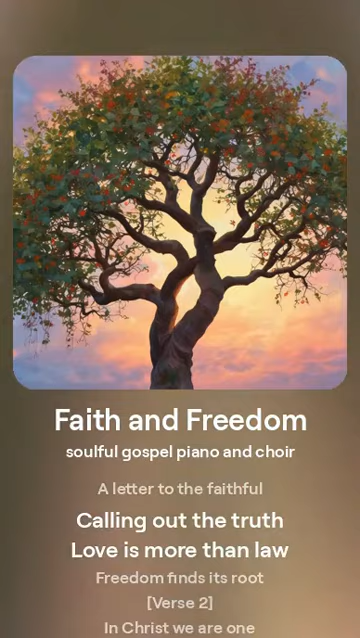 Faith and Freedom
soulful gospel piano and choir
A letter to the faithful
Calling out the truth
Love is more than law
Freedom finds its root
[Verse 2]
In Christ we are one